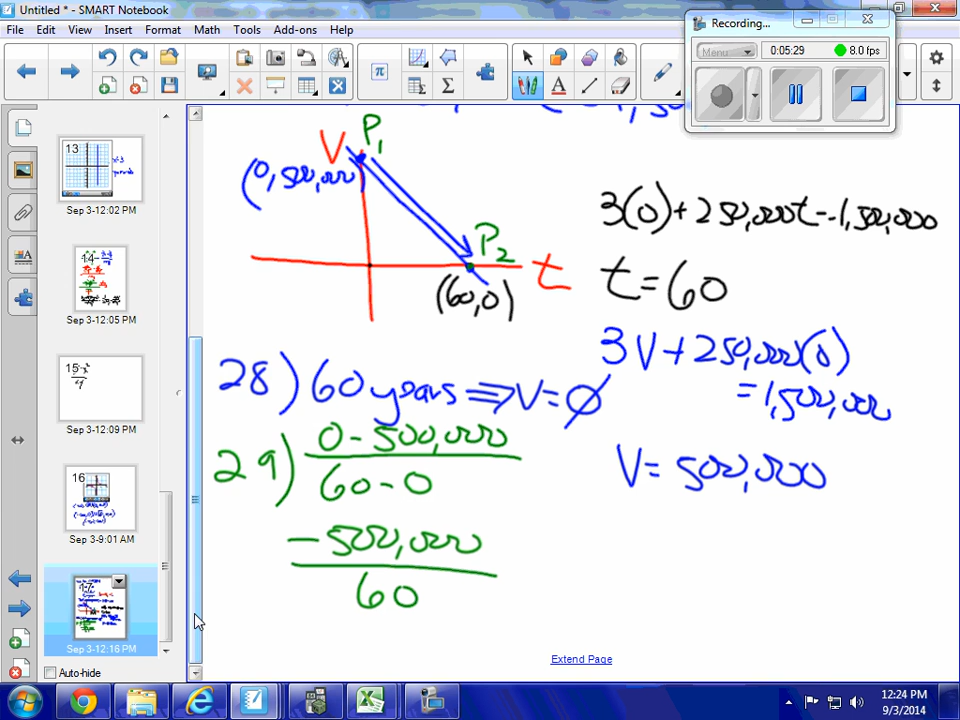 Untitled * - SMART Notebook
File Edit View Insert Format Math Tools Add-ons Help
Recording...
Menu
0:05:29
8.0 fps
13
Sep 3-12:02 PM
14
Sep 3-12:05 PM
15
Sep 3-12:09 PM
16
Sep 3-9:01 AM
17
Sep 3-12:16 PM
Auto-hide
V P1
(0,500,000)
P2
t
(60,0)
3(0)+250,000t=1,500,000
t=60
3V+250,000(0)
=1,500,000
V=500,000
28) 60 years ⟹ V=∅
29) 0-500,000
60-0
-500,000
60
Extend Page
12:24 PM
9/3/2014